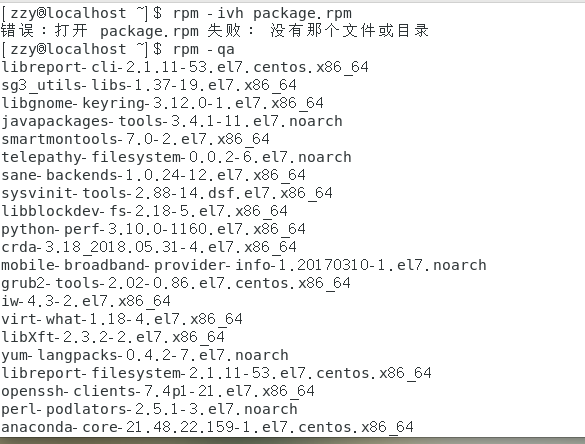 [zzy@localhost ~]$ rpm -ivh package.rpm
错误：打开 package.rpm 失败： 没有那个文件或目录
[zzy@localhost ~]$ rpm -qa
libreport-cli-2.1.11-53.el7.centos.x86_64
sg3_utils-libs-1.37-19.el7.x86_64
libgnome-keyring-3.12.0-1.el7.x86_64
javapackages-tools-3.4.1-11.el7.noarch
smartmontools-7.0-2.el7.x86_64
telepathy-filesystem-0.0.2-6.el7.noarch
sane-backends-1.0.24-12.el7.x86_64
sysvinit-tools-2.88-14.dsf.el7.x86_64
libblockdev-fs-2.18-5.el7.x86_64
python-perf-3.10.0-1160.el7.x86_64
crda-3.18_2018.05.31-4.el7.x86_64
mobile-broadband-provider-info-1.20170310-1.el7.noarch
grub2-tools-2.02-0.86.el7.centos.x86_64
iw-4.3-2.el7.x86_64
virt-what-1.18-4.el7.x86_64
libXft-2.3.2-2.el7.x86_64
yum-langpacks-0.4.2-7.el7.noarch
libreport-filesystem-2.1.11-53.el7.centos.x86_64
openssh-clients-7.4p1-21.el7.x86_64
perl-podlators-2.5.1-3.el7.noarch
anaconda-core-21.48.22.159-1.el7.centos.x86_64